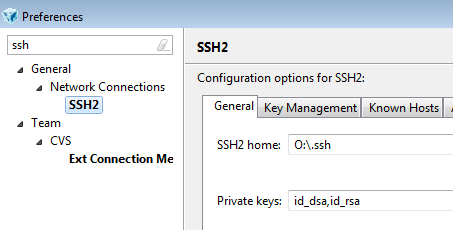 Preferences
ssh
General
Network Connections
SSH2
Team
CVS
Ext Connection Me
SSH2
Configuration options for SSH2:
General Key Management Known Hosts
SSH2 home: O:\.ssh
Private keys: id_dsa,id_rsa